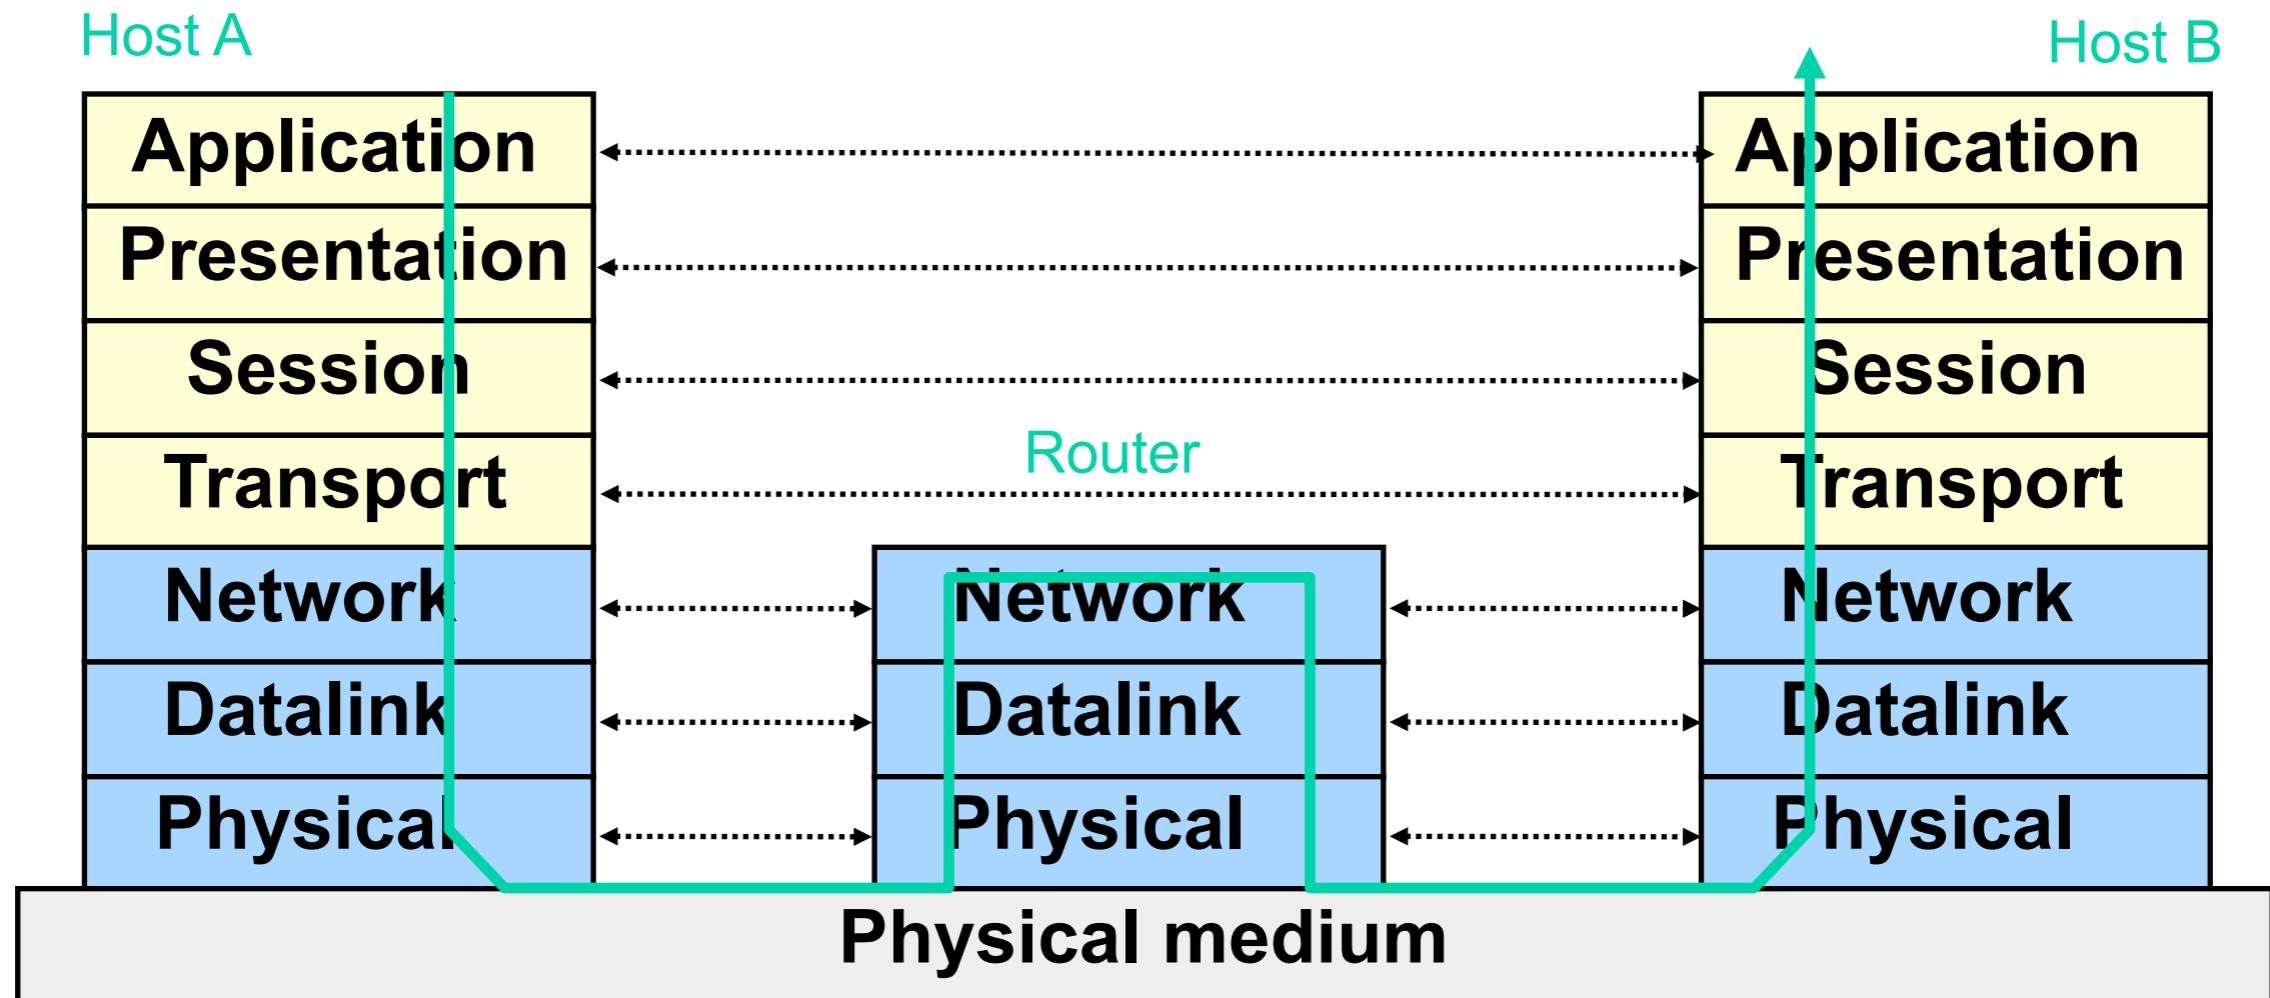 Host A
Host B
Application
Application
Presentation
Presentation
Session
Session
Router
Transport
Transport
Network
Network
Network
Datalink
Datalink
Datalink
Physical
Physical
Physical
Physical medium